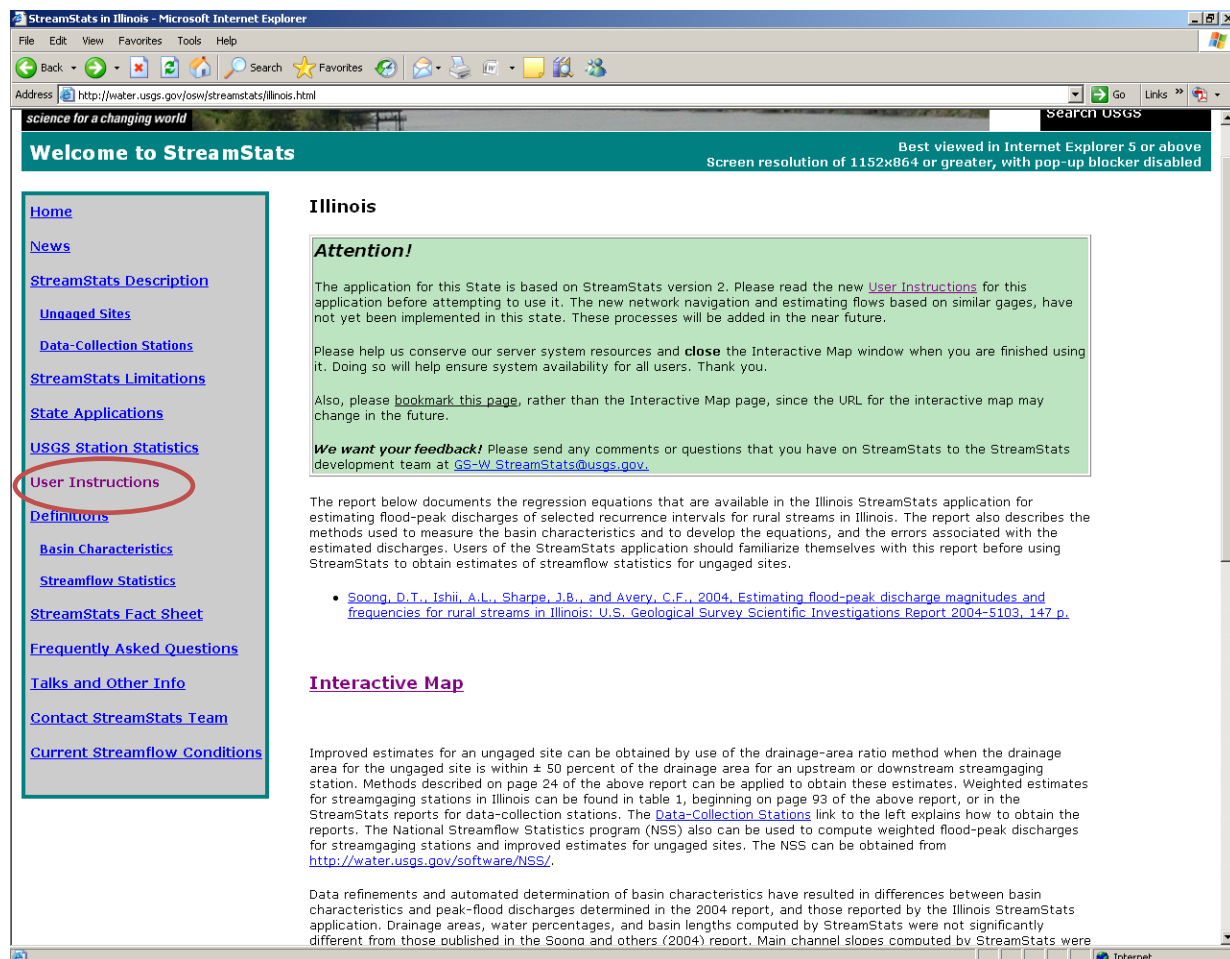 StreamStats in Illinois - Microsoft Internet Explorer
File Edit View Favorites Tools Help
Back Search Favorites
Address http://water.usgs.gov/osw/streamstats/illinois.html Go Links »
science for a changing world
Search USGS
Welcome to StreamStats
Best viewed in Internet Explorer 5 or above
Screen resolution of 1152x864 or greater, with pop-up blocker disabled
Home
News
StreamStats Description
Ungaged Sites
Data-Collection Stations
StreamStats Limitations
State Applications
USGS Station Statistics
User Instructions
Definitions
Basin Characteristics
Streamflow Statistics
StreamStats Fact Sheet
Frequently Asked Questions
Talks and Other Info
Contact StreamStats Team
Current Streamflow Conditions
Illinois
Attention!
The application for this State is based on StreamStats version 2. Please read the new User Instructions for this
application before attempting to use it. The new network navigation and estimating flows based on similar gages, have
not yet been implemented in this state. These processes will be added in the near future.
Please help us conserve our server system resources and close the Interactive Map window when you are finished using
it. Doing so will help ensure system availability for all users. Thank you.
Also, please bookmark this page, rather than the Interactive Map page, since the URL for the interactive map may
change in the future.
We want your feedback! Please send any comments or questions that you have on StreamStats to the StreamStats
development team at GS-W_StreamStats@usgs.gov.
The report below documents the regression equations that are available in the Illinois StreamStats application for
estimating flood-peak discharges of selected recurrence intervals for rural streams in Illinois. The report also describes the
methods used to measure the basin characteristics and to develop the equations, and the errors associated with the
estimated discharges. Users of the StreamStats application should familiarize themselves with this report before using
StreamStats to obtain estimates of streamflow statistics for ungaged sites.
• Soong, D.T., Ishii, A.L., Sharpe, J.B., and Avery, C.F., 2004, Estimating flood-peak discharge magnitudes and
frequencies for rural streams in Illinois: U.S. Geological Survey Scientific Investigations Report 2004-5103, 147 p.
Interactive Map
Improved estimates for an ungaged site can be obtained by use of the drainage-area ratio method when the drainage
area for the ungaged site is within ± 50 percent of the drainage area for an upstream or downstream streamgaging
station. Methods described on page 24 of the above report can be applied to obtain these estimates. Weighted estimates
for streamgaging stations in Illinois can be found in table 1, beginning on page 93 of the above report, or in the
StreamStats reports for data-collection stations. The Data-Collection Stations link to the left explains how to obtain the
reports. The National Streamflow Statistics program (NSS) also can be used to compute weighted flood-peak discharges
for streamgaging stations and improved estimates for ungaged sites. The NSS can be obtained from
http://water.usgs.gov/software/NSS/.
Data refinements and automated determination of basin characteristics have resulted in differences between basin
characteristics and peak-flood discharges determined in the 2004 report, and those reported by the Illinois StreamStats
application. Drainage areas, water percentages, and basin lengths computed by StreamStats were not significantly
different from those published in the Soong and others (2004) report. Main channel slopes computed by StreamStats were
Internet